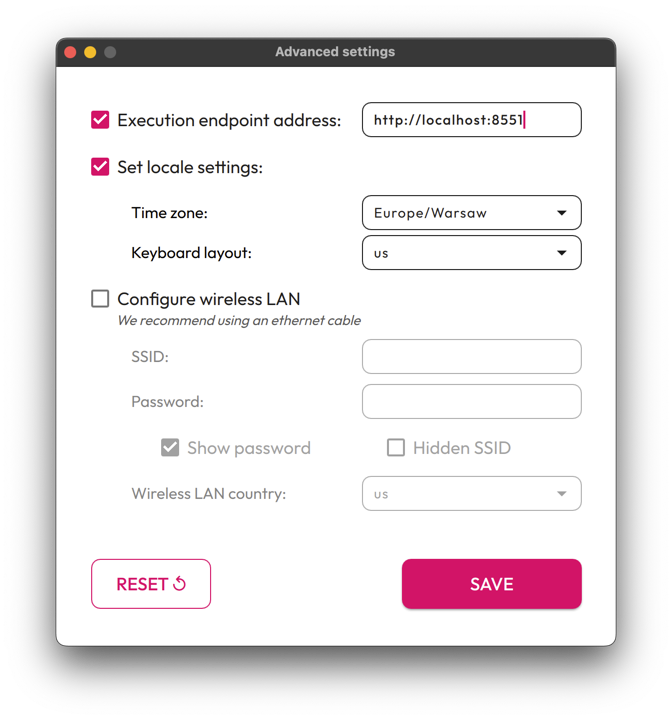 Advanced settings
Execution endpoint address: http://localhost:8551
Set locale settings:
Time zone: Europe/Warsaw
Keyboard layout: us
Configure wireless LAN
We recommend using an ethernet cable
SSID:
Password:
Show password Hidden SSID
Wireless LAN country: us
RESET SAVE